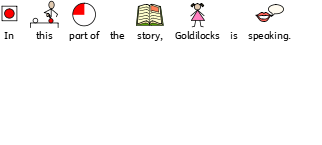 In this part of the story, Goldilocks is speaking.